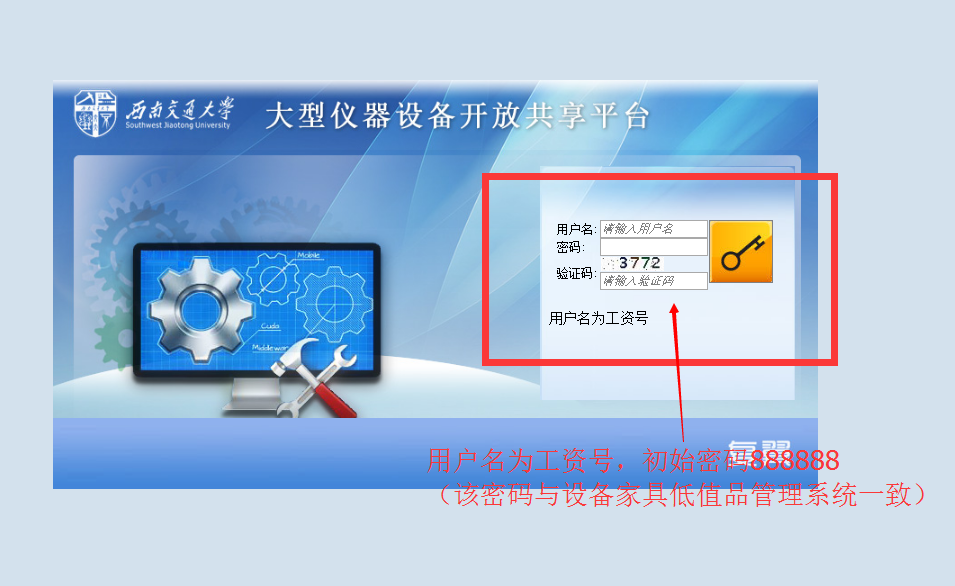 西南交通大学
Southwest Jiaotong University
大型仪器设备开放共享平台
用户名: 请输入用户名
密码:
3772
验证码: 请输入验证码
用户名为工资号
Mobile
Cuda
Middleware
用户名为工资号，初始密码888888
（该密码与设备家具低值品管理系统一致）